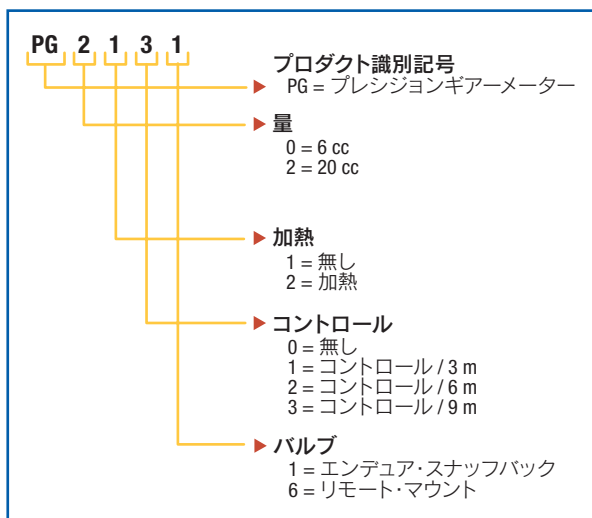 PG 2 1 3 1
プロダクト識別記号
PG = プレシジョンギアーメーター
量
0 = 6 cc
2 = 20 cc
加熱
1 = 無し
2 = 加熱
コントロール
0 = 無し
1 = コントロール / 3 m
2 = コントロール / 6 m
3 = コントロール / 9 m
バルブ
1 = エンデュア・スナッフバック
6 = リモート・マウント